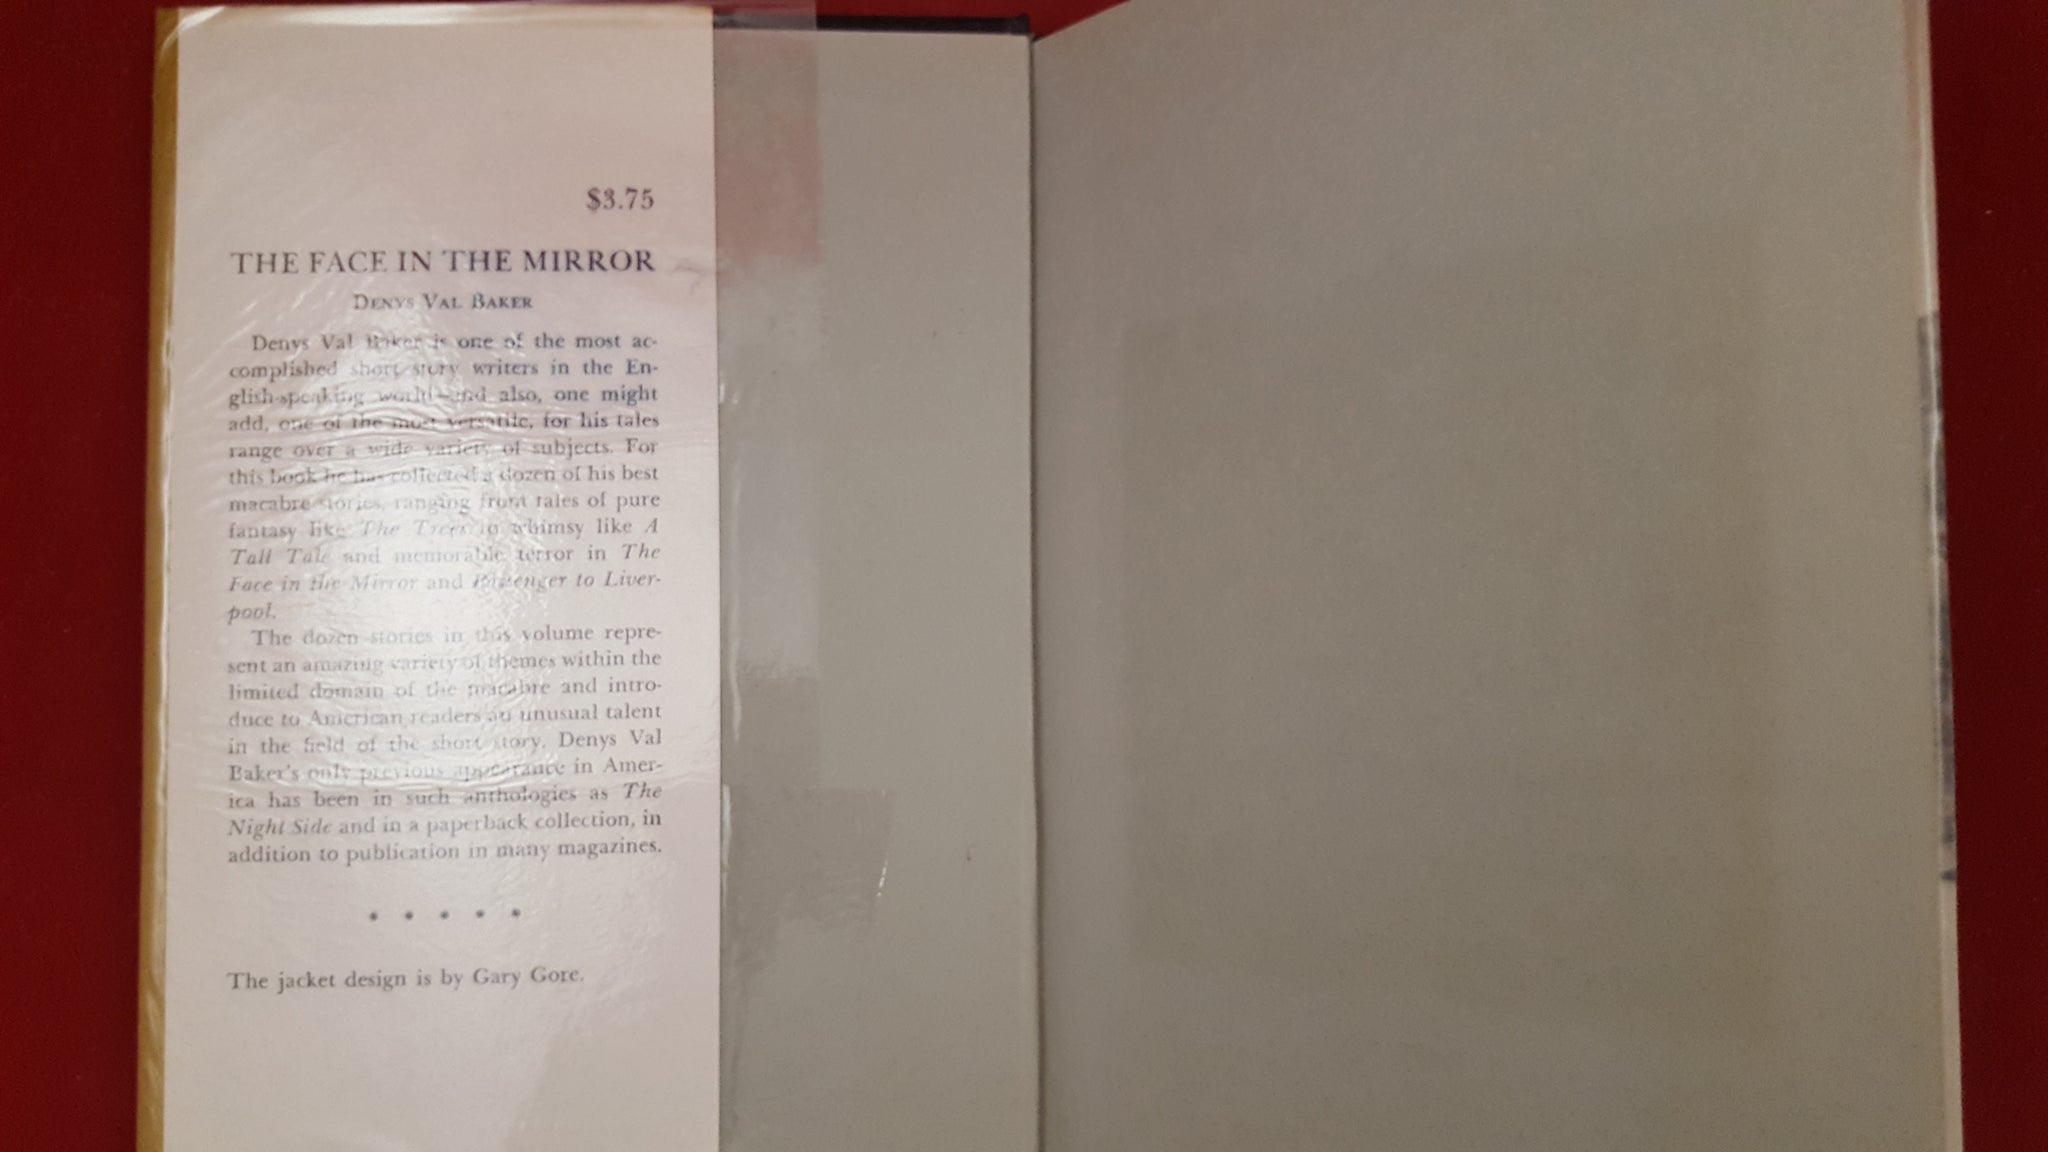 $3.75
THE FACE IN THE MIRROR
DENYS VAL BAKER
Denys Val Baker is one of the most ac-
complished short story writers in the En-
glish-speaking world—and also, one might
add, one of the most versatile, for his tales
range over a wide variety of subjects. For
this book he has collected a dozen of his best
macabre stories, ranging from tales of pure
fantasy like The Trees to whimsy like A
Tall Tale and memorable terror in The
Face in the Mirror and Passenger to Liver-
pool.
The dozen stories in this volume repre-
sent an amazing variety of themes within the
limited domain of the macabre and intro-
duce to American readers an unusual talent
in the field of the short story. Denys Val
Baker's only previous appearance in Amer-
ica has been in such anthologies as The
Night Side and in a paperback collection, in
addition to publication in many magazines.
* * * * *
The jacket design is by Gary Gore.